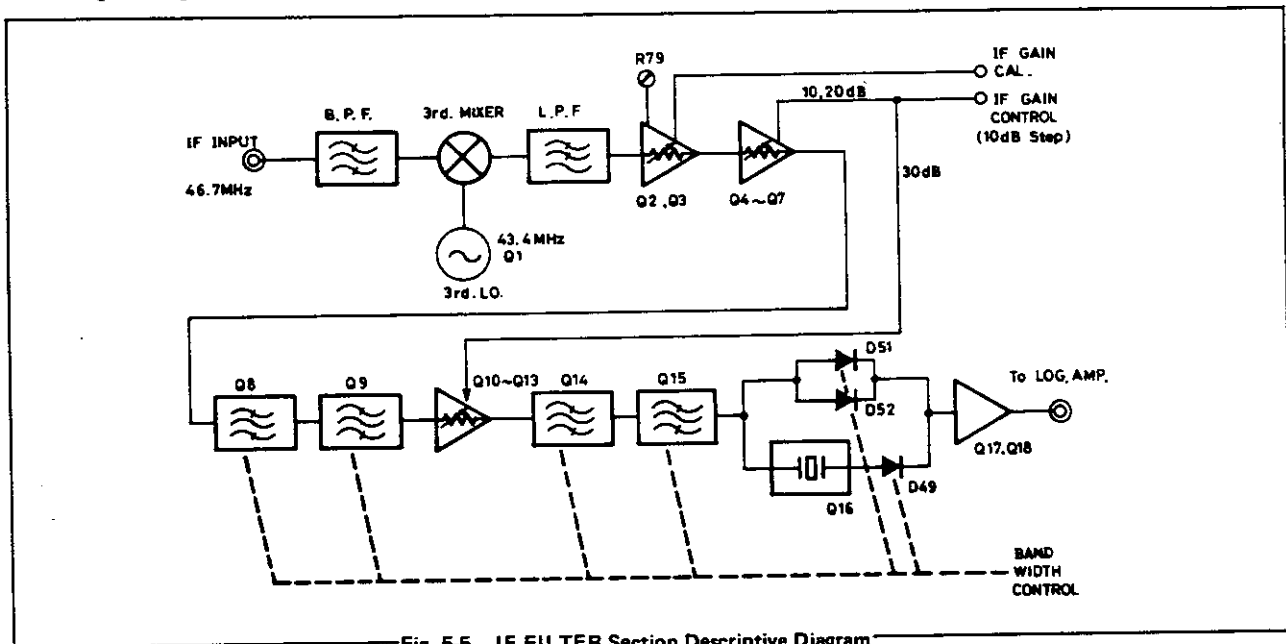 R79
IF GAIN
CAL.
10,20dB
IF GAIN
CONTROL
(10dB Step)
B. P. F.
3rd. MIXER
L. P. F
IF INPUT
46.7MHz
30dB
Q2 ,Q3
Q4~Q7
43.4MHz
Q1
3rd. LO.
Q8
Q9
Q10~Q13
Q14
Q15
D51
D52
To LOG. AMP.
Q17,Q18
Q16
D49
BAND
WIDTH
CONTROL
Fig. 5.5 IF FILTER Section Descriptive Diagram